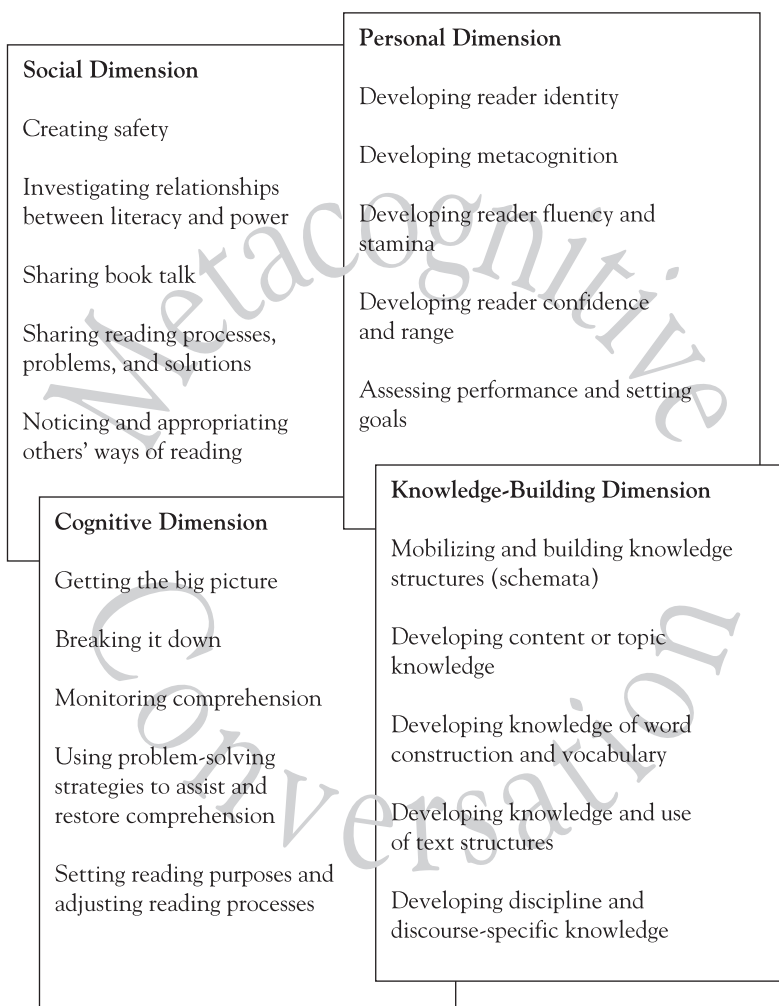 Social Dimension
Creating safety
Investigating relationships
between literacy and power
Sharing book talk
Sharing reading processes,
problems, and solutions
Noticing and appropriating
others’ ways of reading
Personal Dimension
Developing reader identity
Developing metacognition
Developing reader fluency and
stamina
Developing reader confidence
and range
Assessing performance and setting
goals
Cognitive Dimension
Getting the big picture
Breaking it down
Monitoring comprehension
Using problem-solving
strategies to assist and
restore comprehension
Setting reading purposes and
adjusting reading processes
Knowledge-Building Dimension
Mobilizing and building knowledge
structures (schemata)
Developing content or topic
knowledge
Developing knowledge of word
construction and vocabulary
Developing knowledge and use
of text structures
Developing discipline and
discourse-specific knowledge
Metacognitive
Conversation